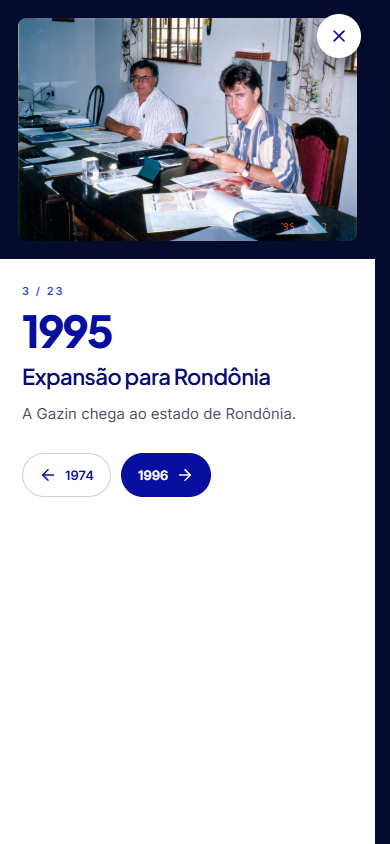 3 / 23
1995
Expansão para Rondônia
A Gazin chega ao estado de Rondônia.
← 1974
1996 →